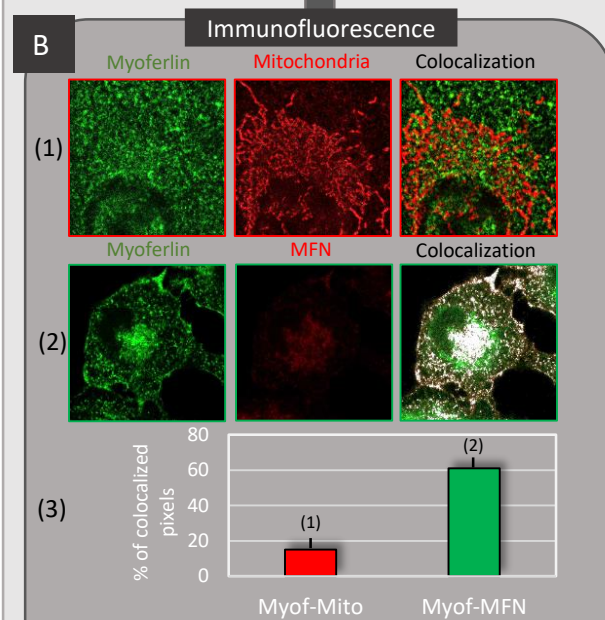 B
Immunofluorescence
Myoferlin Mitochondria Colocalization
(1)
Myoferlin MFN Colocalization
(2)
(3)
% of colocalized
pixels
80
60
40
20
0
(1)
(2)
Myof-Mito Myof-MFN